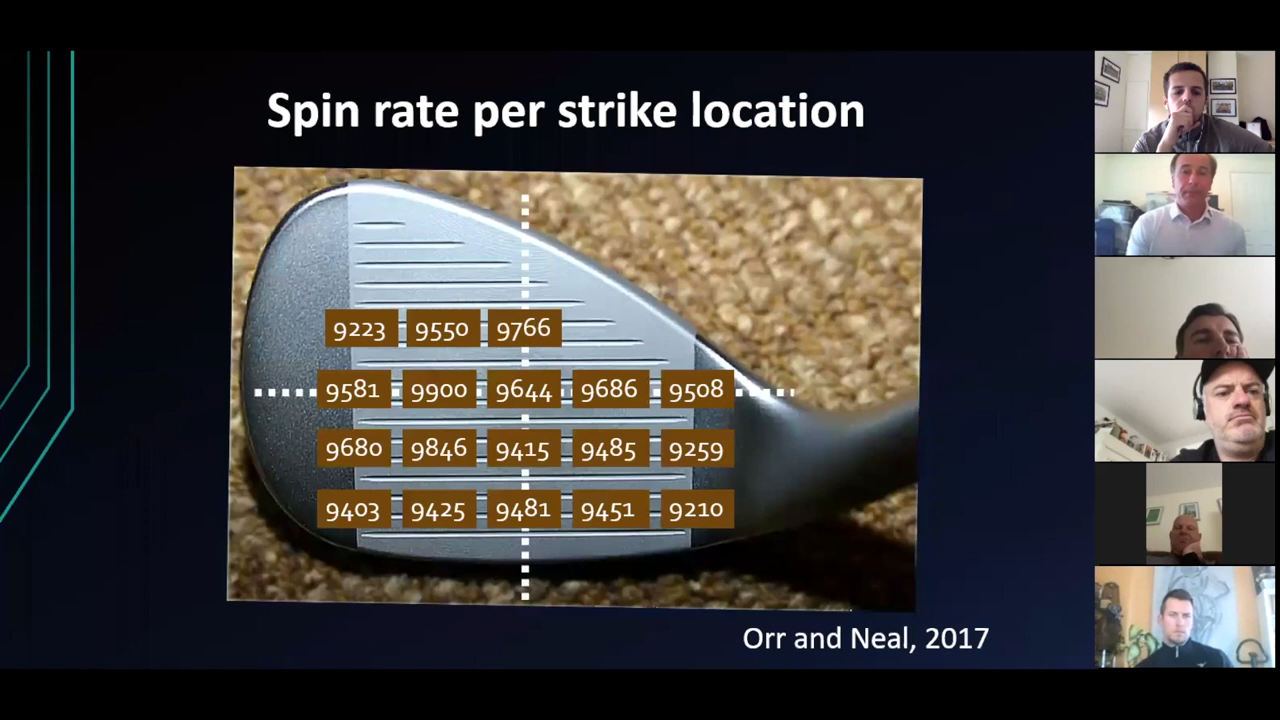 Spin rate per strike location
9223 9550 9766
9581 9900 9644 9686 9508
9680 9846 9415 9485 9259
9403 9425 9481 9451 9210
Orr and Neal, 2017